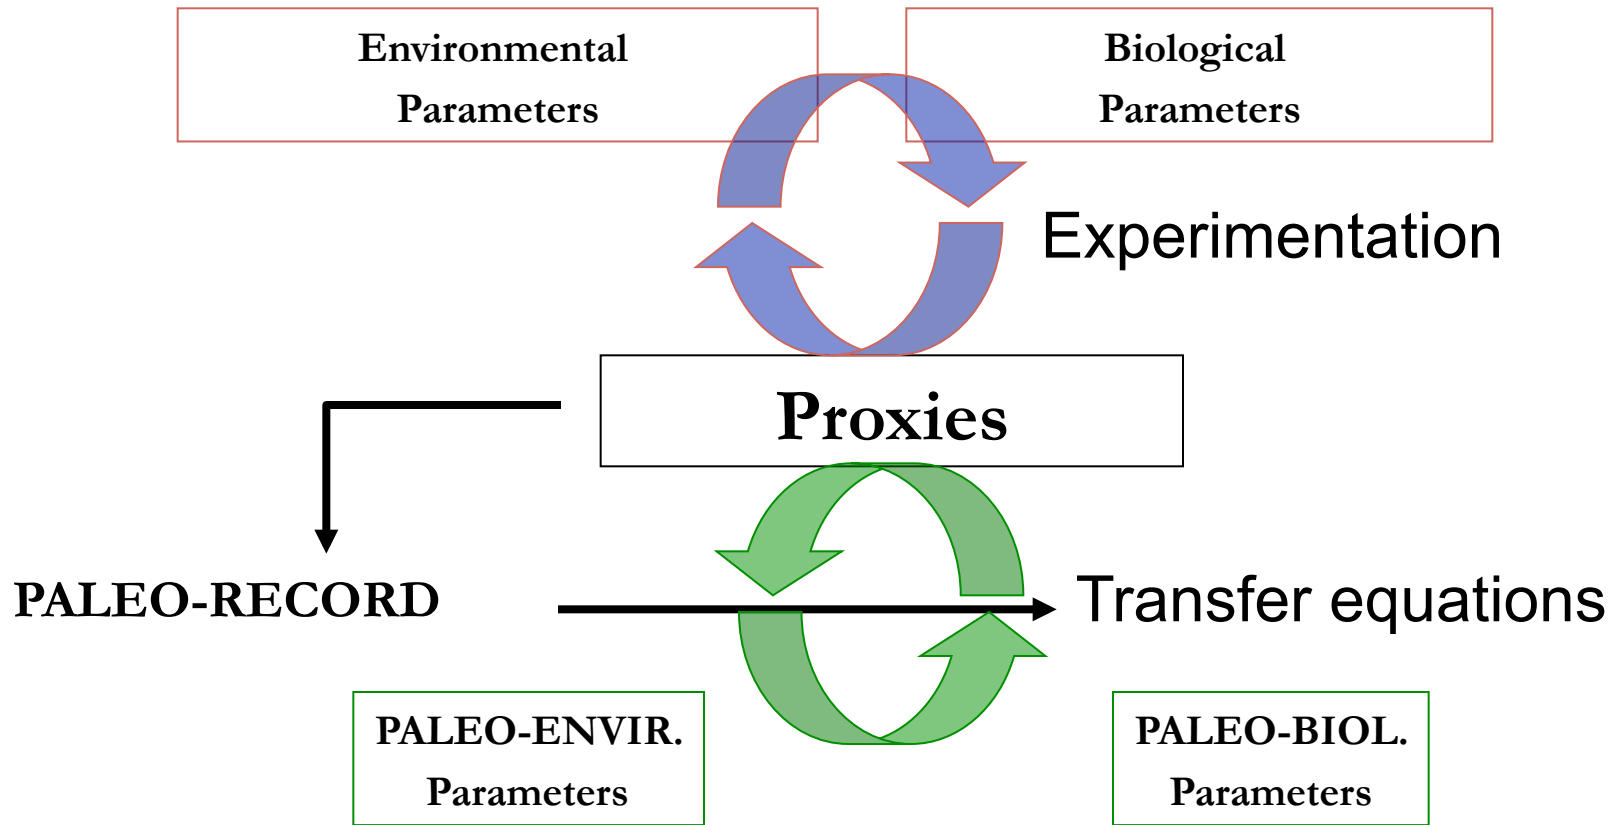 Environmental
Parameters
Biological
Parameters
Experimentation
Proxies
PALEO-RECORD
Transfer equations
PALEO-ENVIR.
Parameters
PALEO-BIOL.
Parameters